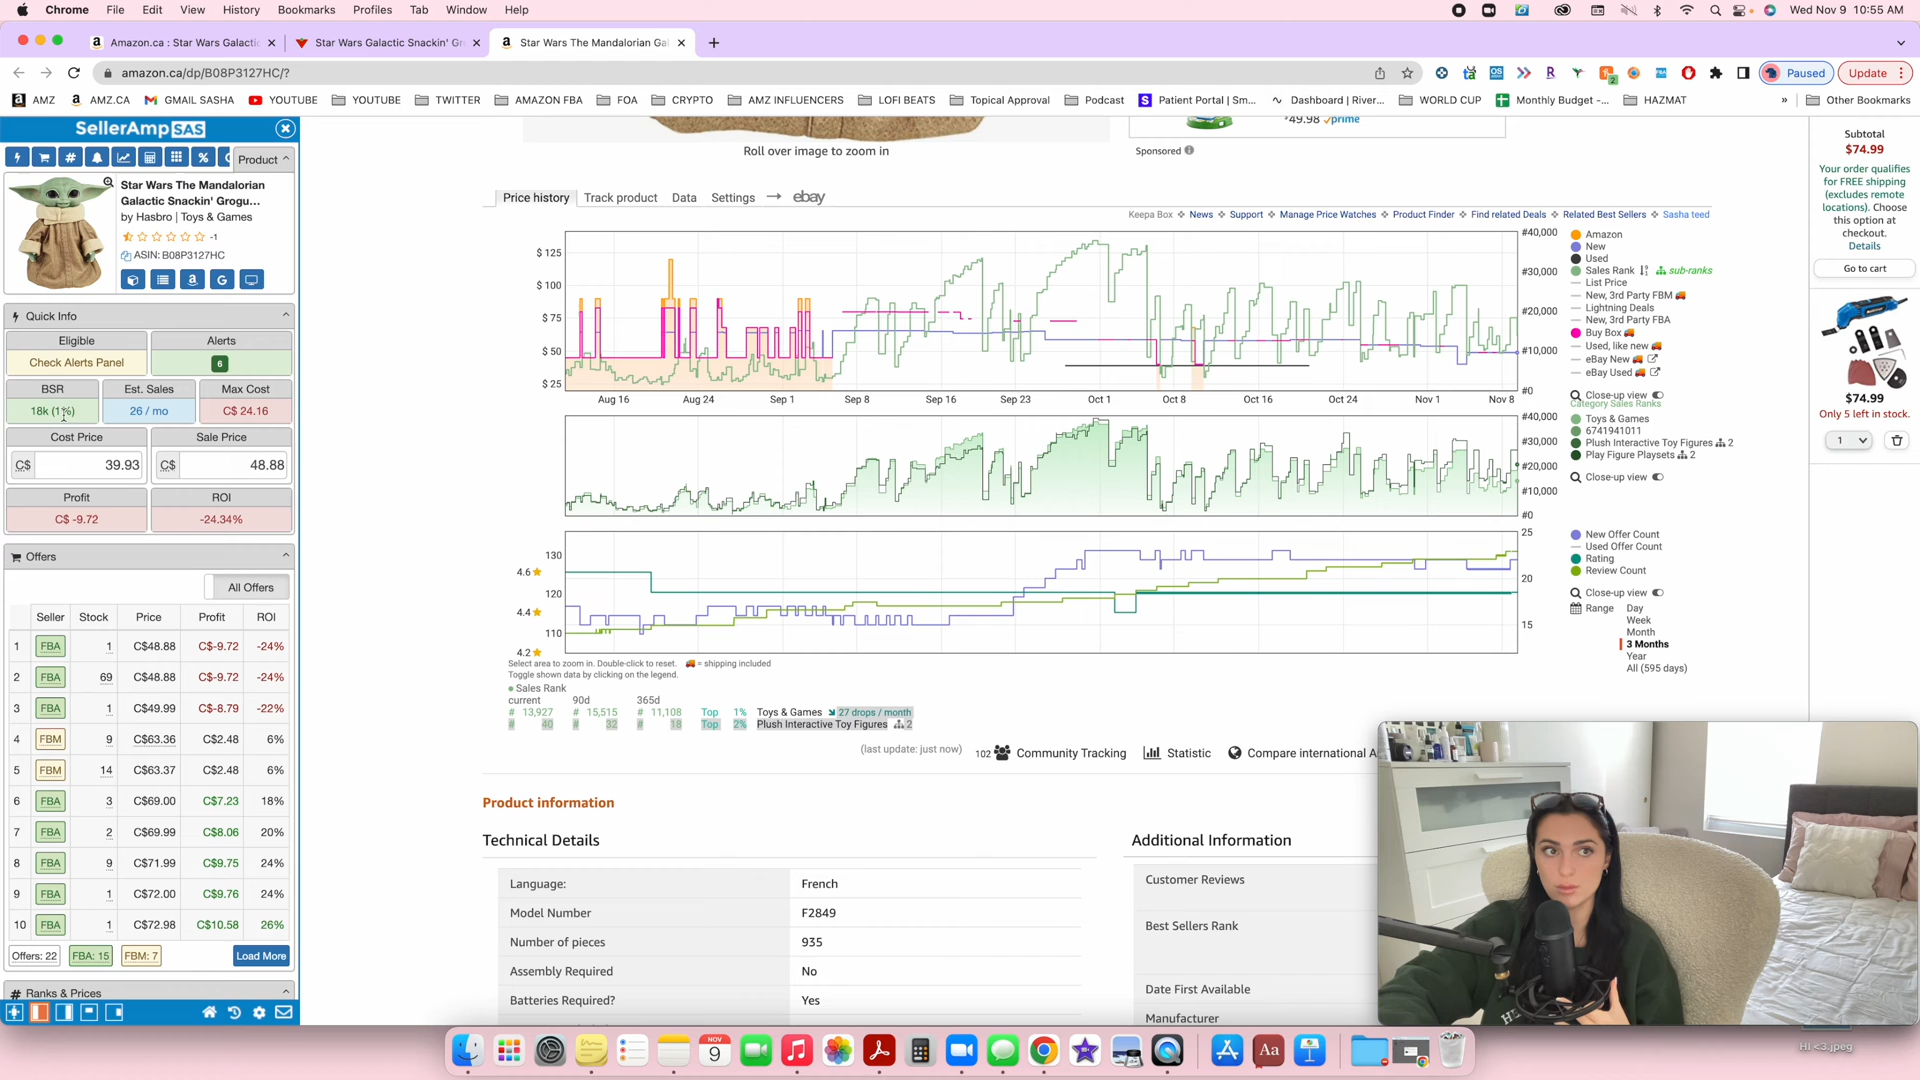 Chrome File Edit View History Bookmarks Profiles Tab Window Help Wed Nov 9 10:55 AM
Amazon.ca : Star Wars Galactic Star Wars Galactic Snackin' Gr Star Wars The Mandalorian Ga
amazon.ca/dp/B08P3127HC/? Paused Update
AMZ AMZ.CA GMAIL SASHA YOUTUBE YOUTUBE TWITTER AMAZON FBA FOA CRYPTO AMZ INFLUENCERS LOFI BEATS Topical Approval Podcast Patient Portal | Sm... Dashboard | River... WORLD CUP Monthly Budget -... HAZMAT » Other Bookmarks
SellerAmp SAS
Product
Star Wars The Mandalorian
Galactic Snackin' Grogu...
by Hasbro | Toys & Games
-1
ASIN: B08P3127HC
Quick Info
Eligible Alerts
Check Alerts Panel 6
BSR Est. Sales Max Cost
18k (1%) 26 / mo C$ 24.16
Cost Price Sale Price
C$ 39.93 C$ 48.88
Profit ROI
C$ -9.72 -24.34%
Offers
All Offers
Seller Stock Price Profit ROI
1 FBA 1 C$48.88 C$-9.72 -24%
2 FBA 69 C$48.88 C$-9.72 -24%
3 FBA 1 C$49.99 C$-8.79 -22%
4 FBM 9 C$63.36 C$2.48 6%
5 FBM 14 C$63.37 C$2.48 6%
6 FBA 3 C$69.00 C$7.23 18%
7 FBA 2 C$69.99 C$8.06 20%
8 FBA 9 C$71.99 C$9.75 24%
9 FBA 1 C$72.00 C$9.76 24%
10 FBA 1 C$72.98 C$10.58 26%
Offers: 22 FBA: 15 FBM: 7 Load More
Ranks & Prices
Roll over image to zoom in
$49.98 prime
Sponsored
Price history Track product Data Settings → ebay
Keepa Box News Support Manage Price Watches Product Finder Find related Deals Related Best Sellers Sasha teed
$ 125
$ 100
$ 75
$ 50
$ 25
#40,000
#30,000
#20,000
#10,000
#0
Aug 16 Aug 24 Sep 1 Sep 8 Sep 16 Sep 23 Oct 1 Oct 8 Oct 16 Oct 24 Nov 1 Nov 8
Amazon
New
Used
Sales Rank sub-ranks
List Price
New, 3rd Party FBM
Lightning Deals
New, 3rd Party FBA
Buy Box
Used, like new
eBay New
eBay Used
Close-up view
Category Sales Ranks
Toys & Games
6741941011
Plush Interactive Toy Figures 2
Play Figure Playsets 2
Close-up view
#40,000
#30,000
#20,000
#10,000
#0
130
120
110
4.6
4.4
4.2
25
20
15
New Offer Count
Used Offer Count
Rating
Review Count
Close-up view
Range Day
Week
Month
3 Months
Year
All (595 days)
Select area to zoom in. Double-click to reset. = shipping included
Toggle shown data by clicking on the legend.
Sales Rank
current 90d 365d
# 13,927 # 15,515 # 11,108 Top 1% Toys & Games 27 drops / month
# 40 # 32 # 18 Top 2% Plush Interactive Toy Figures 2
(last update: just now) 102 Community Tracking Statistic Compare international A
Product information
Technical Details
Language: French
Model Number F2849
Number of pieces 935
Assembly Required No
Batteries Required? Yes
Additional Information
Customer Reviews
Best Sellers Rank
Date First Available
Manufacturer
Subtotal
$74.99
Your order qualifies
for FREE shipping
(excludes remote
locations). Choose
this option at
checkout.
Details
Go to cart
$74.99
Only 5 left in stock.
1
NOV
9
Aa
HI <3.jpeg